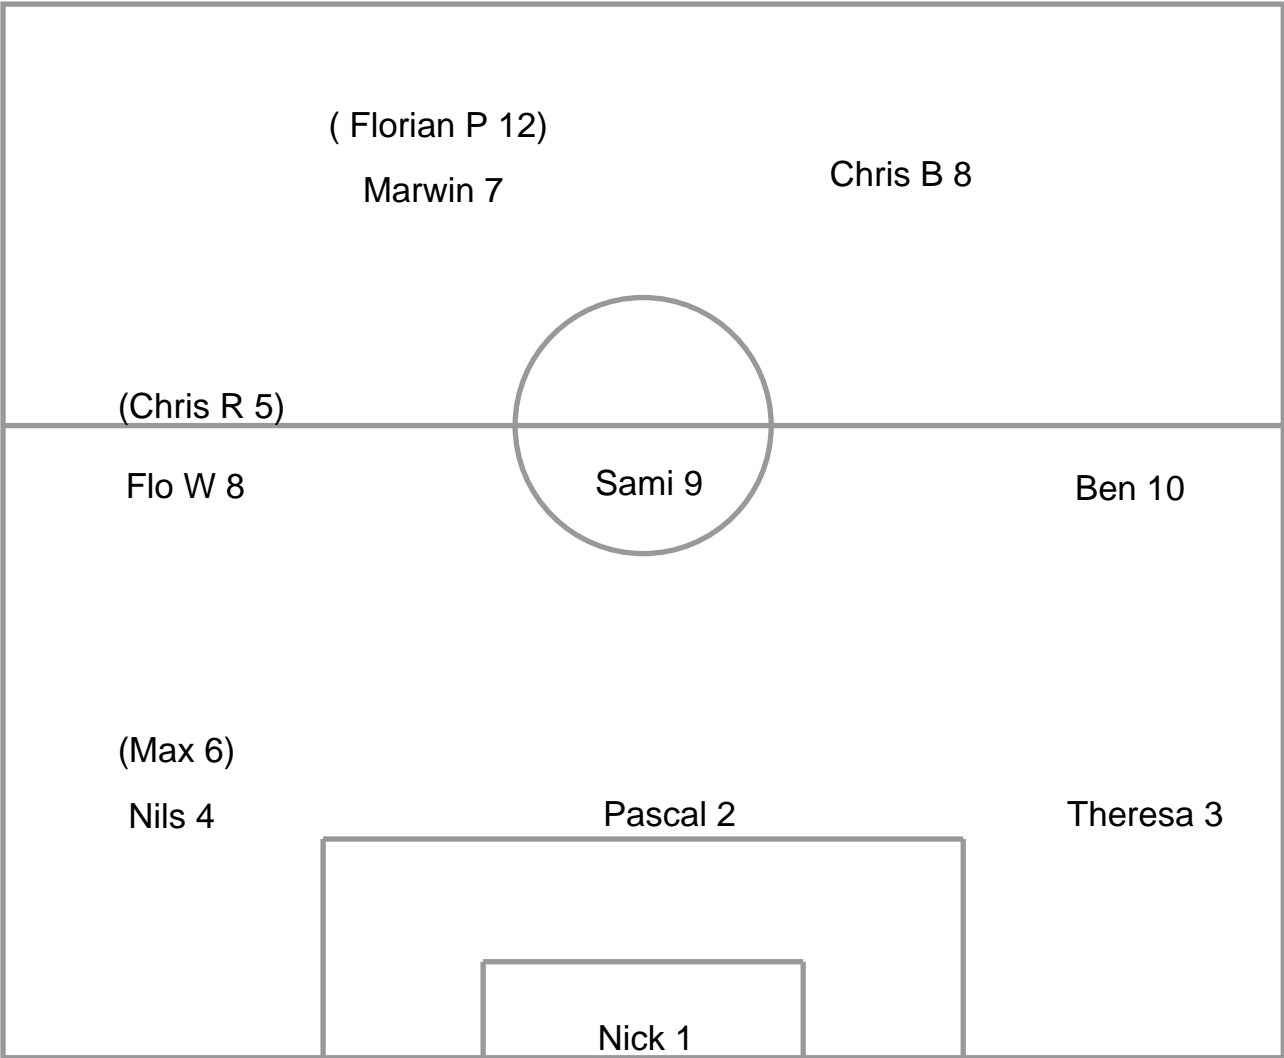 ( Florian P 12)
Marwin 7
Chris B 8
(Chris R 5)
Flo W 8
Sami 9
Ben 10
(Max 6)
Nils 4
Pascal 2
Theresa 3
Nick 1